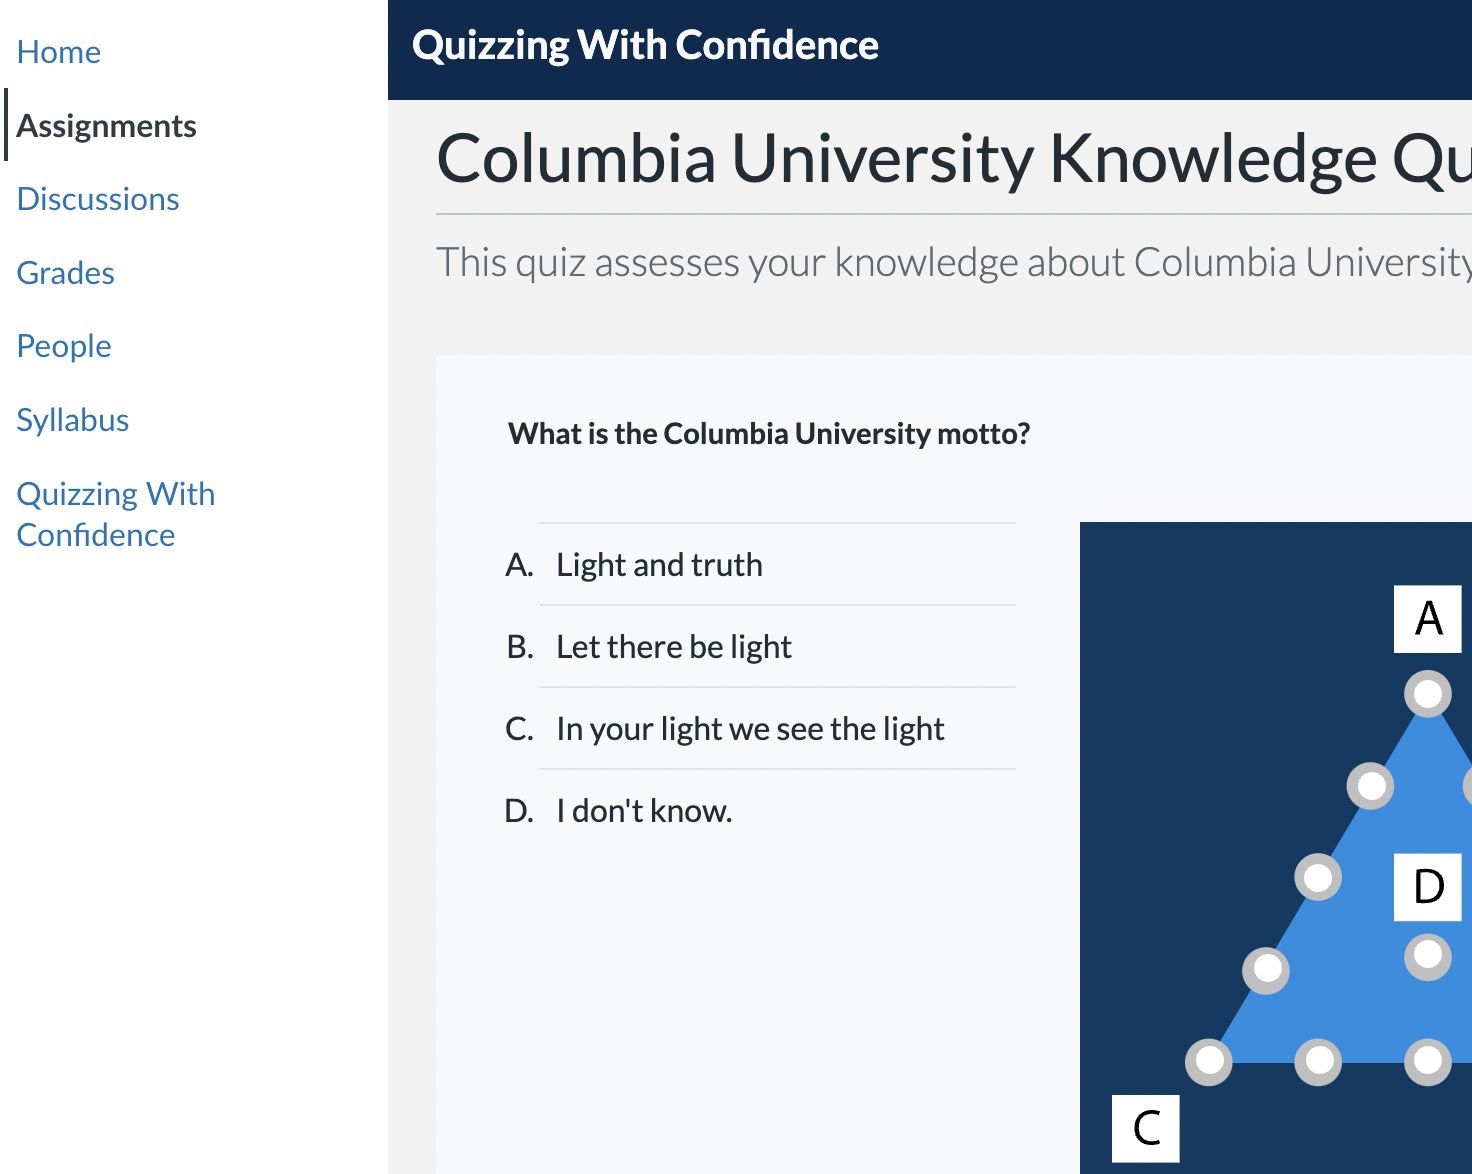 Home
Assignments
Discussions
Grades
People
Syllabus
Quizzing With
Confidence
Quizzing With Confidence
Columbia University Knowledge Qu
This quiz assesses your knowledge about Columbia University
What is the Columbia University motto?
A. Light and truth
B. Let there be light
C. In your light we see the light
D. I don't know.
A
D
C